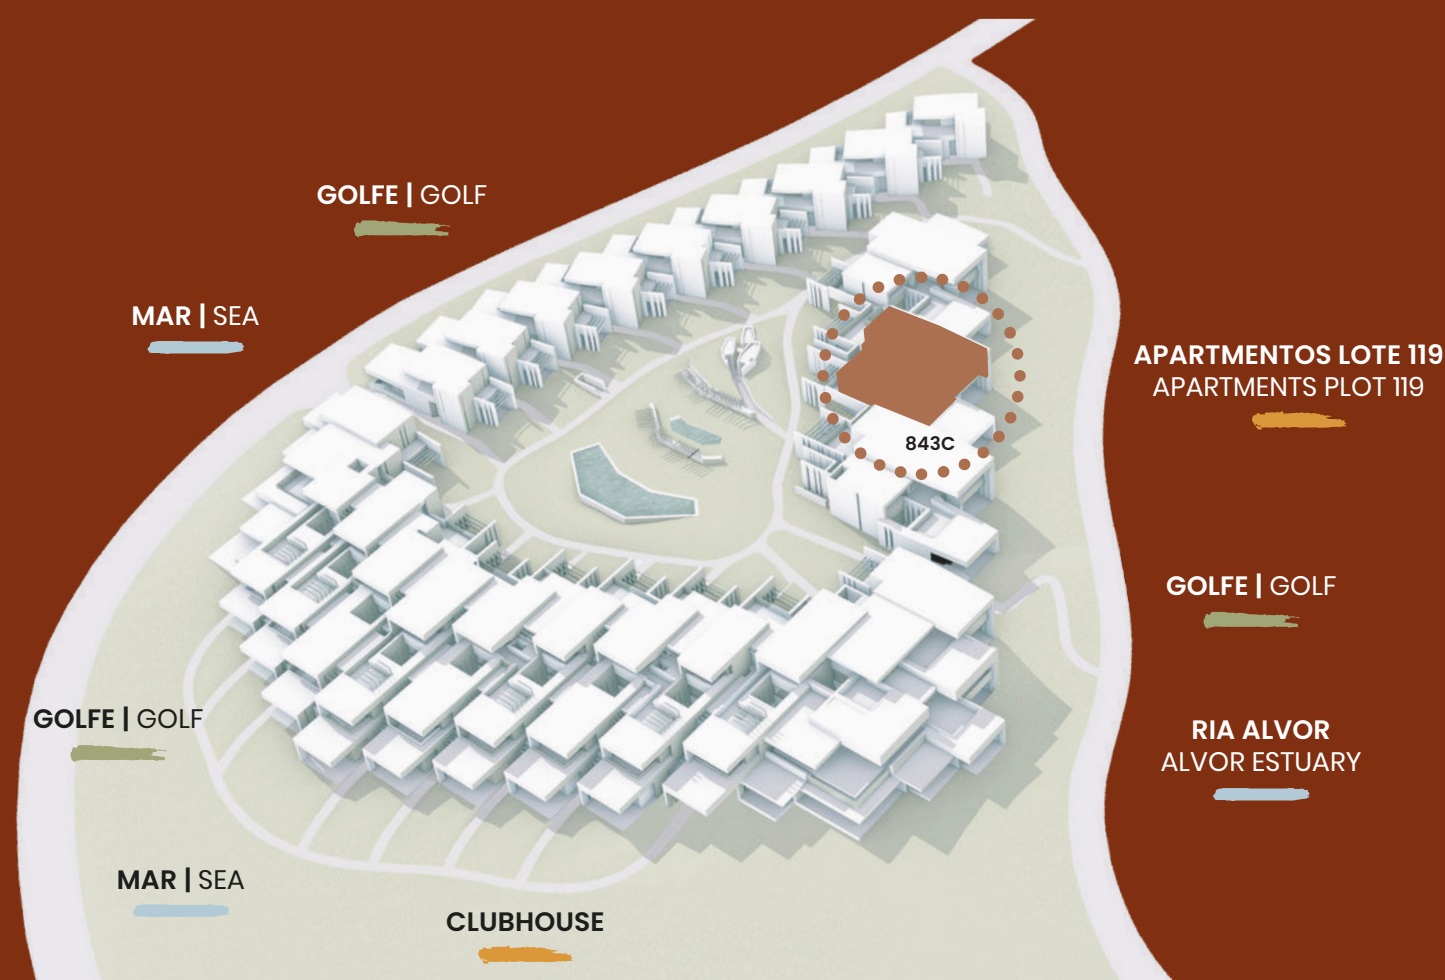 GOLFE | GOLF
MAR | SEA
APARTMENTOS LOTE 119
APARTMENTS PLOT 119
843C
GOLFE | GOLF
GOLFE | GOLF
RIA ALVOR
ALVOR ESTUARY
MAR | SEA
CLUBHOUSE